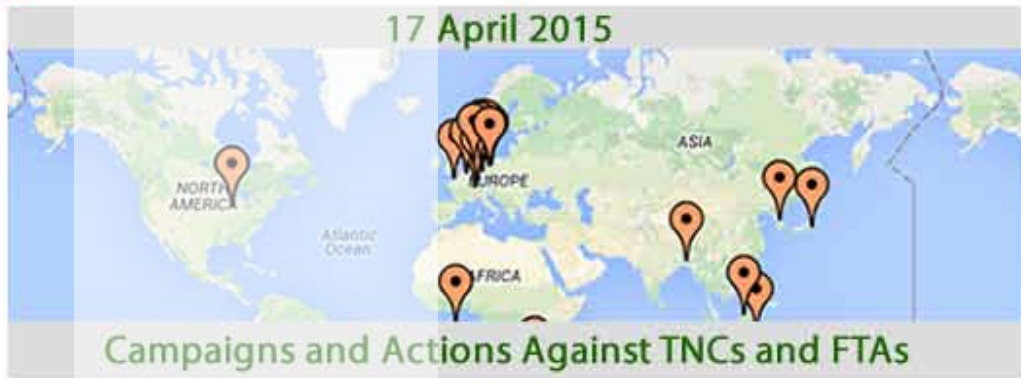 17 April 2015
ASIA
NORTH
AMERICA
EUROPE
Atlantic
Ocean
AFRICA
Campaigns and Actions Against TNCs and FTAs